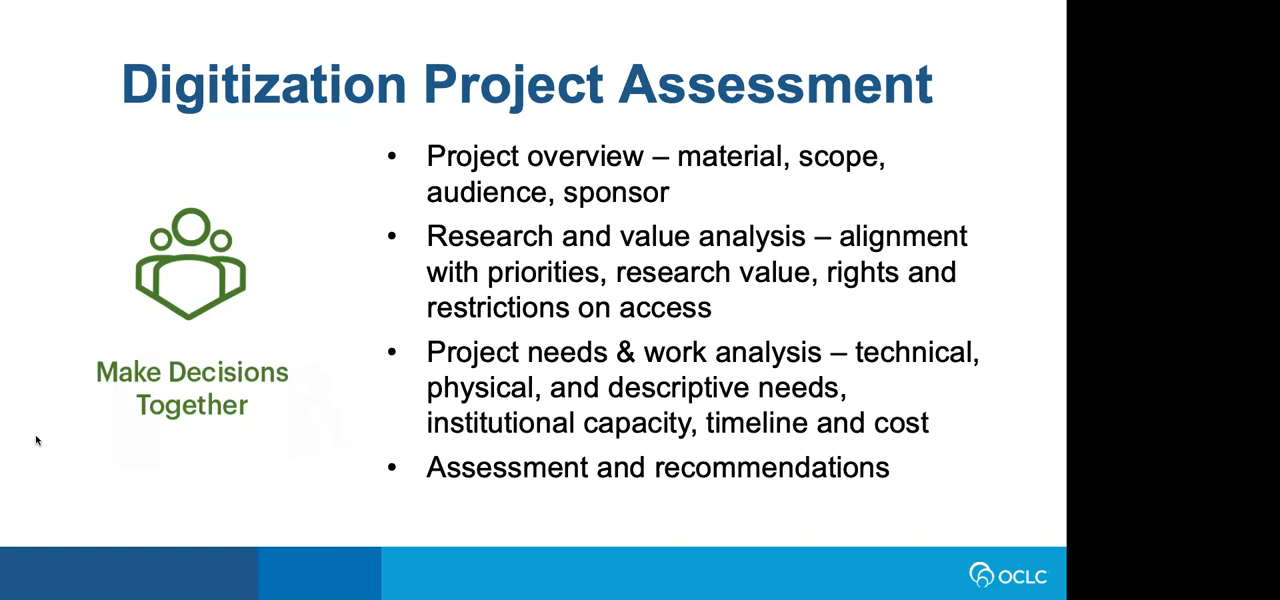 Digitization Project Assessment
• Project overview – material, scope,
audience, sponsor
• Research and value analysis – alignment
with priorities, research value, rights and
restrictions on access
• Project needs & work analysis – technical,
physical, and descriptive needs,
institutional capacity, timeline and cost
• Assessment and recommendations
Make Decisions
Together
OCLC